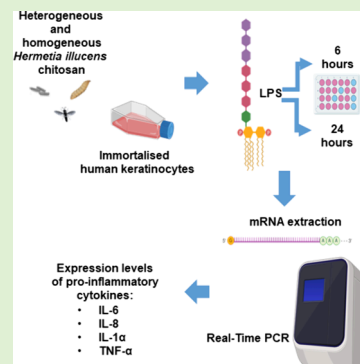 Heterogeneous
and
homogeneous
Hermetia illucens
chitosan
Immortalised
human keratinocytes
LPS
6
hours
24
hours
mRNA extraction
G
A A A
Real-Time PCR
Expression levels
of pro-inflammatory
cytokines:
• IL-6
• IL-8
• IL-1α
• TNF-α